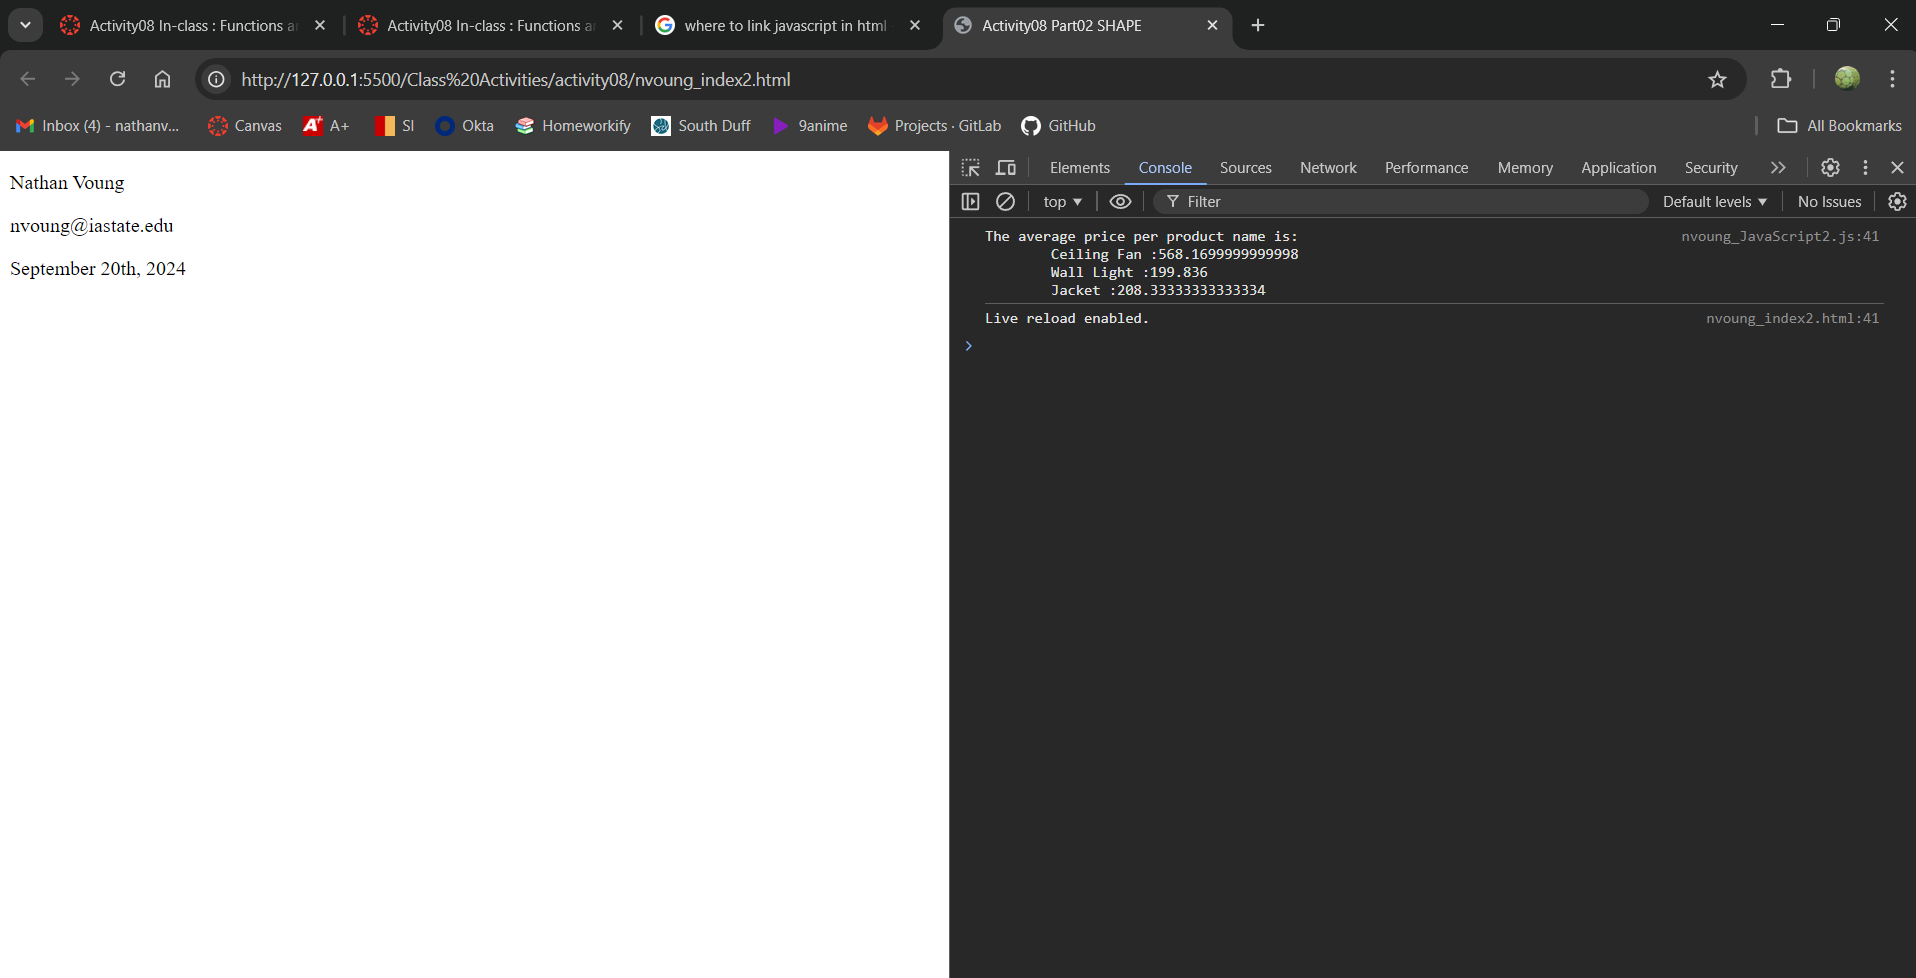 Activity08 In-class : Functions a
Activity08 In-class : Functions a
where to link javascript in html
Activity08 Part02 SHAPE
http://127.0.0.1:5500/Class%20Activities/activity08/nvoung_index2.html
Inbox (4) - nathanv...
Canvas
A+ A+
SI
Okta
Homeworkify
South Duff
9anime
Projects · GitLab
GitHub
All Bookmarks
Nathan Voung
nvoung@iastate.edu
September 20th, 2024
Elements Console Sources Network Performance Memory Application Security
top Filter Default levels No Issues
The average price per product name is: nvoung_JavaScript2.js:41
Ceiling Fan :568.1699999999998
Wall Light :199.836
Jacket :208.33333333333334
Live reload enabled. nvoung_index2.html:41